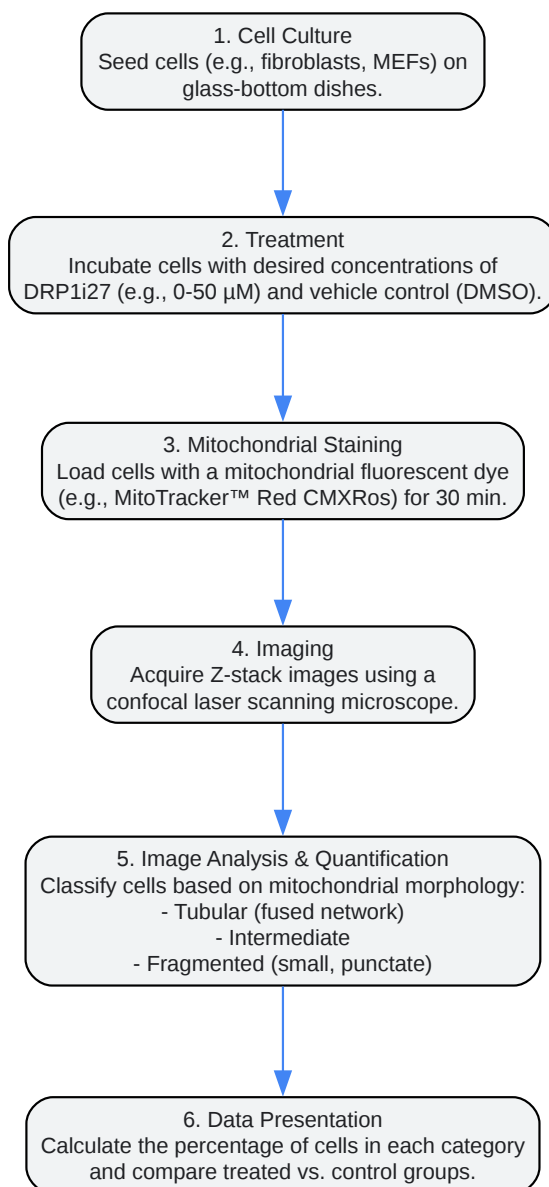 1. Cell Culture
Seed cells (e.g., fibroblasts, MEFs) on
glass-bottom dishes.
2. Treatment
Incubate cells with desired concentrations of
DRP1i27 (e.g., 0-50 µM) and vehicle control (DMSO).
3. Mitochondrial Staining
Load cells with a mitochondrial fluorescent dye
(e.g., MitoTracker™ Red CMXRos) for 30 min.
4. Imaging
Acquire Z-stack images using a
confocal laser scanning microscope.
5. Image Analysis & Quantification
Classify cells based on mitochondrial morphology:
- Tubular (fused network)
- Intermediate
- Fragmented (small, punctate)
6. Data Presentation
Calculate the percentage of cells in each category
and compare treated vs. control groups.